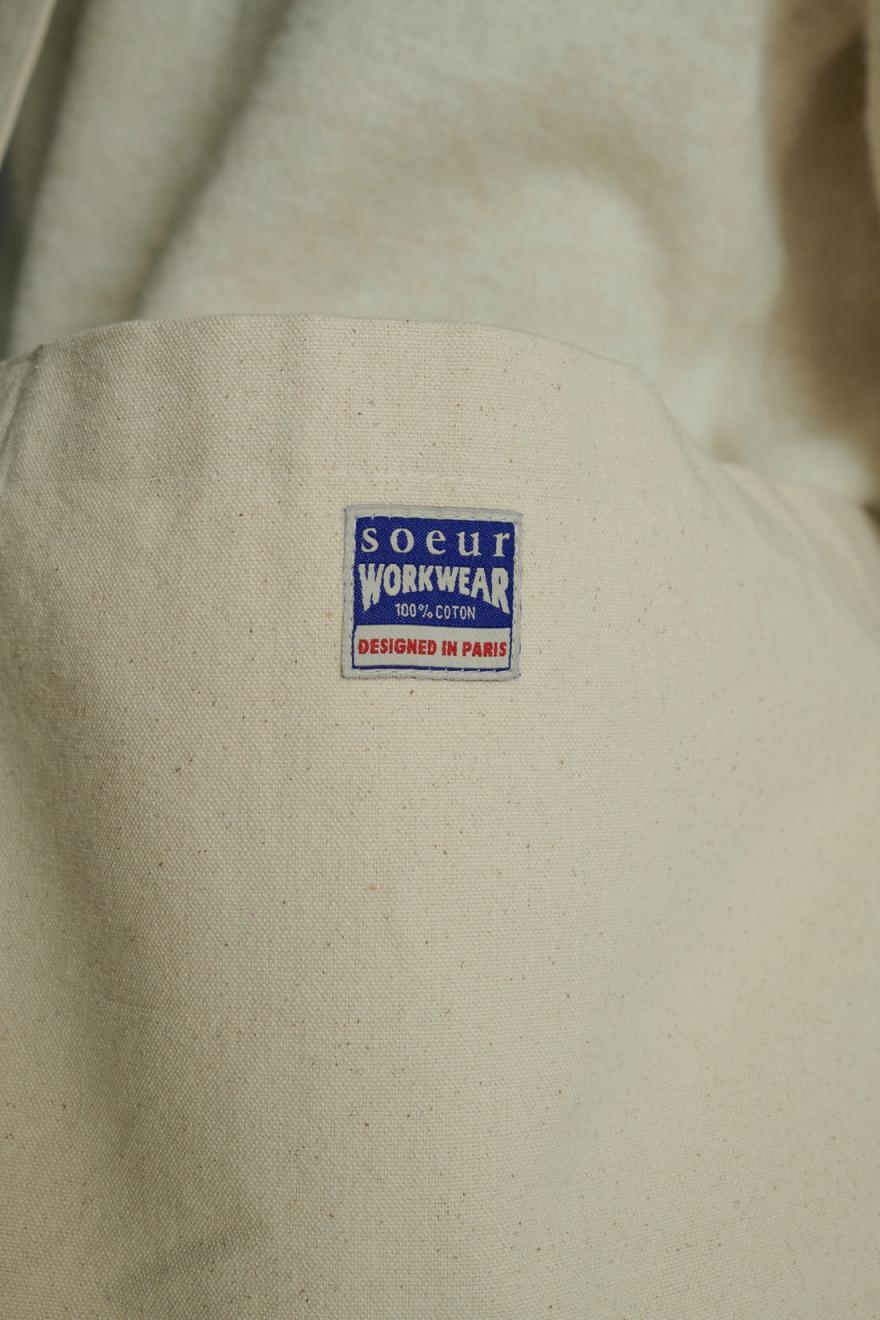 soeur
WORKWEAR
100% COTON
DESIGNED IN PARIS